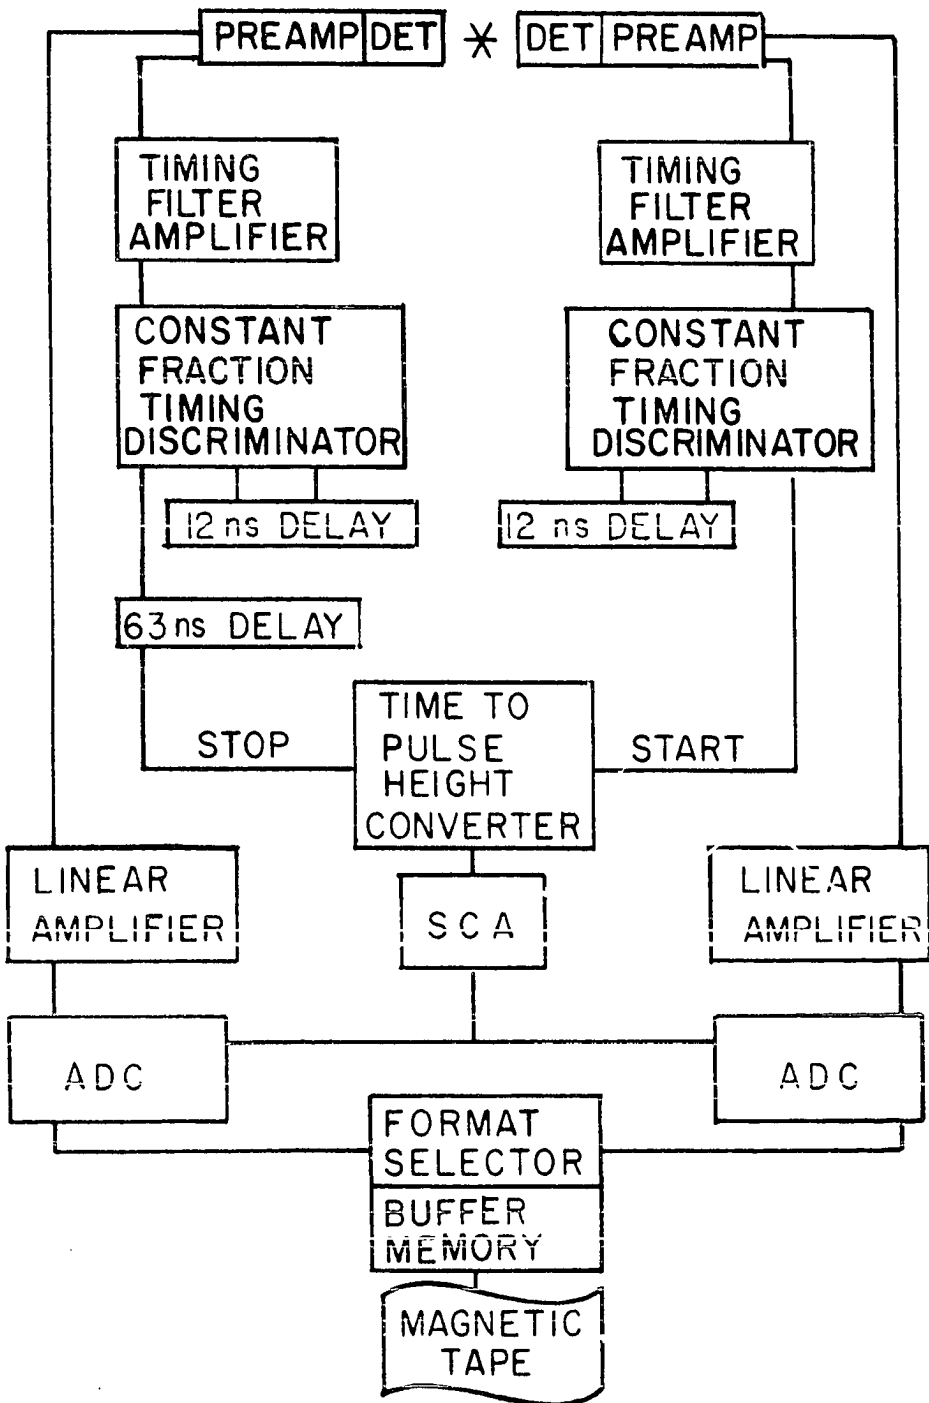 PREAMP DET * DET PREAMP
TIMING
FILTER
AMPLIFIER
TIMING
FILTER
AMPLIFIER
CONSTANT
FRACTION
TIMING
DISCRIMINATOR
CONSTANT
FRACTION
TIMING
DISCRIMINATOR
12 ns DELAY
12 ns DELAY
63 ns DELAY
STOP
TIME TO
PULSE
HEIGHT
CONVERTER
START
LINEAR
AMPLIFIER
SCA
LINEAR
AMPLIFIER
ADC
ADC
FORMAT
SELECTOR
BUFFER
MEMORY
MAGNETIC
TAPE